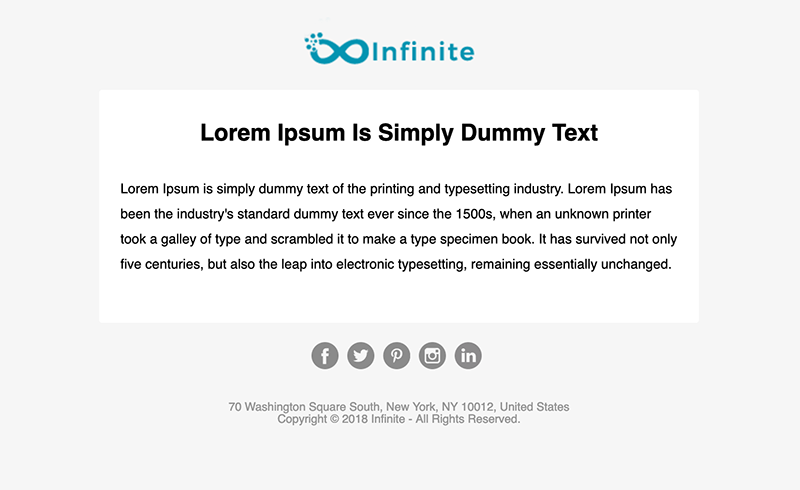 Infinite
Lorem Ipsum Is Simply Dummy Text
Lorem Ipsum is simply dummy text of the printing and typesetting industry. Lorem Ipsum has
been the industry's standard dummy text ever since the 1500s, when an unknown printer
took a galley of type and scrambled it to make a type specimen book. It has survived not only
five centuries, but also the leap into electronic typesetting, remaining essentially unchanged.
70 Washington Square South, New York, NY 10012, United States
Copyright © 2018 Infinite - All Rights Reserved.